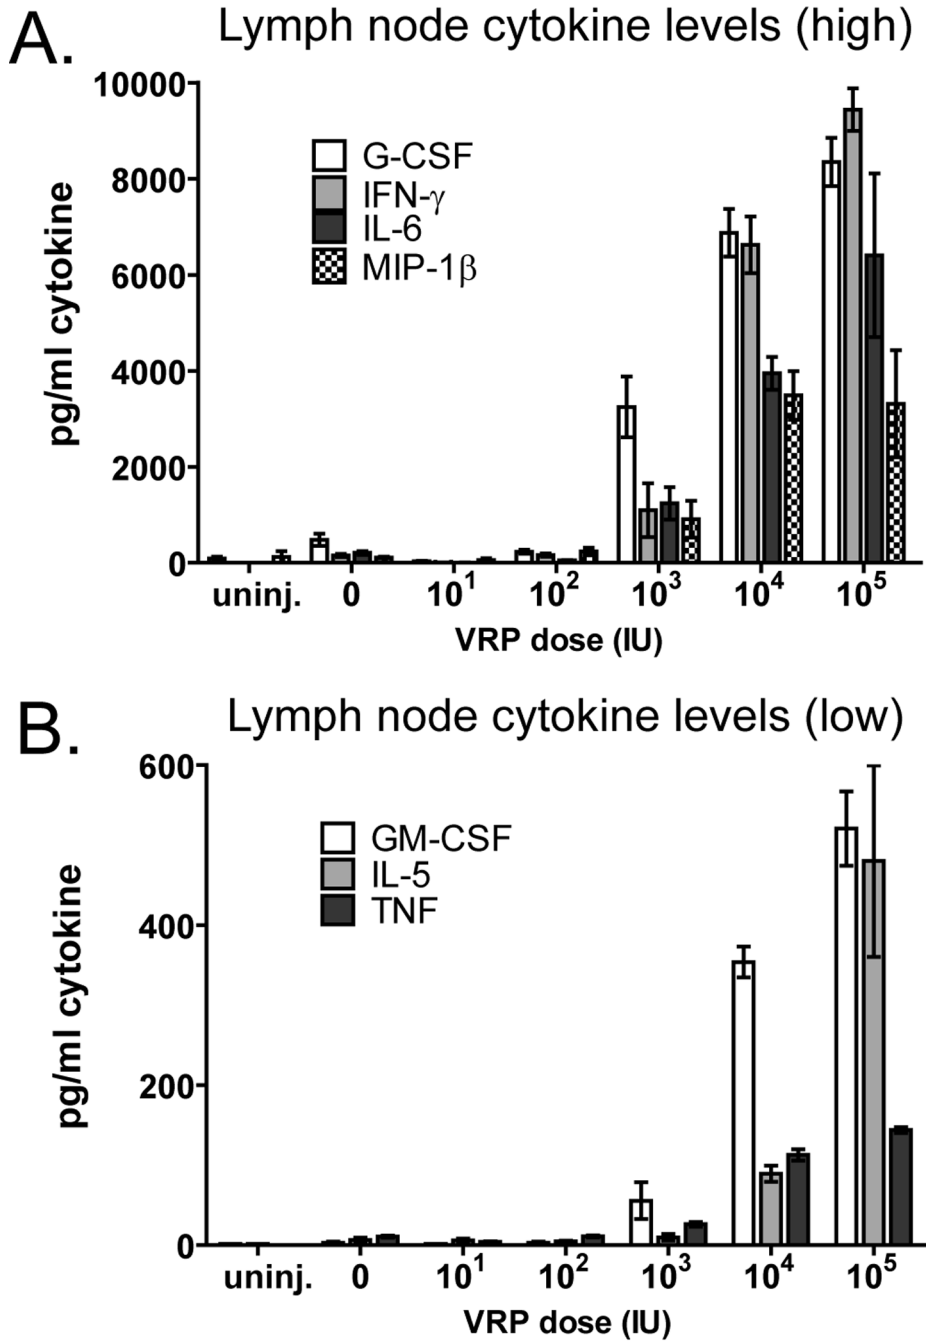 A.
Lymph node cytokine levels (high)
10000
8000
6000
4000
2000
0
pg/ml cytokine
G-CSF
IFN-γ
IL-6
MIP-1β
uninj. 0 10¹ 10² 10³ 10⁴ 10⁵
VRP dose (IU)
B.
Lymph node cytokine levels (low)
600
400
200
0
pg/ml cytokine
GM-CSF
IL-5
TNF
uninj. 0 10¹ 10² 10³ 10⁴ 10⁵
VRP dose (IU)